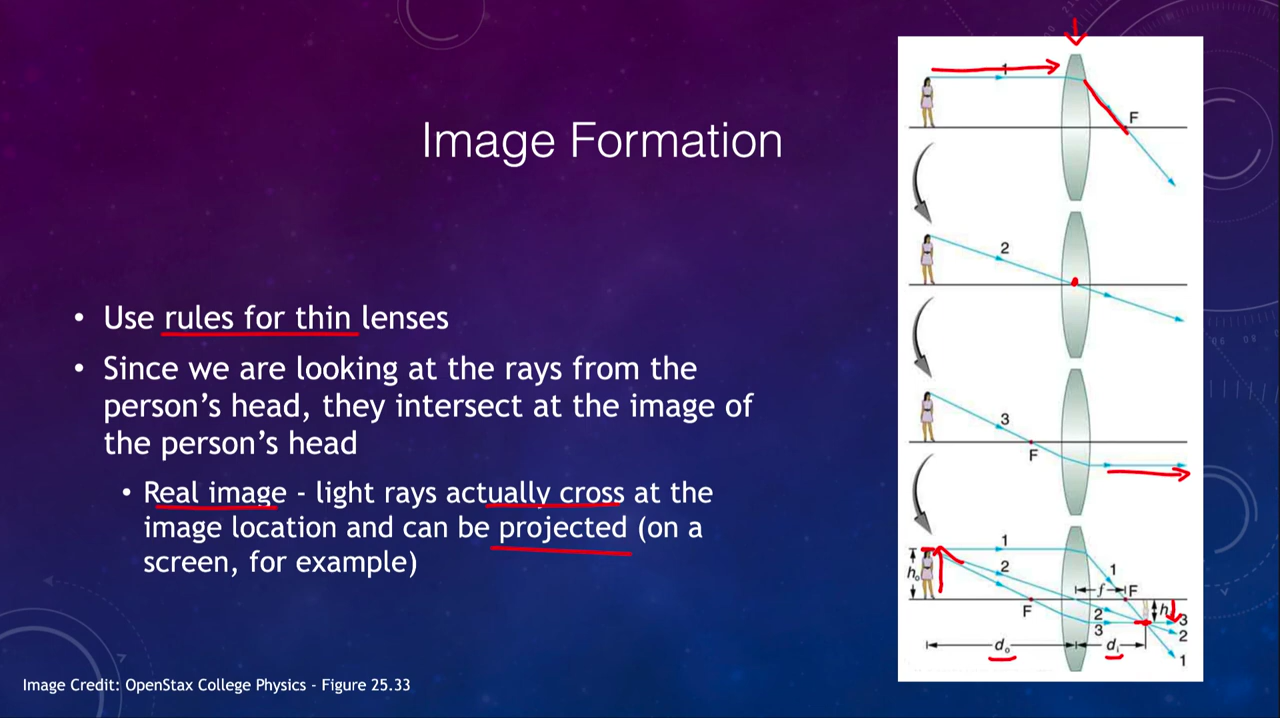 Image Formation
• Use rules for thin lenses
• Since we are looking at the rays from the
person's head, they intersect at the image of
the person's head
• Real image - light rays actually cross at the
image location and can be projected (on a
screen, for example)
Image Credit: OpenStax College Physics - Figure 25.33
1
F
2
3
F
1
2
1
hₒ
f
F
F
h
2
3
3
2
dₒ
dᵢ
1